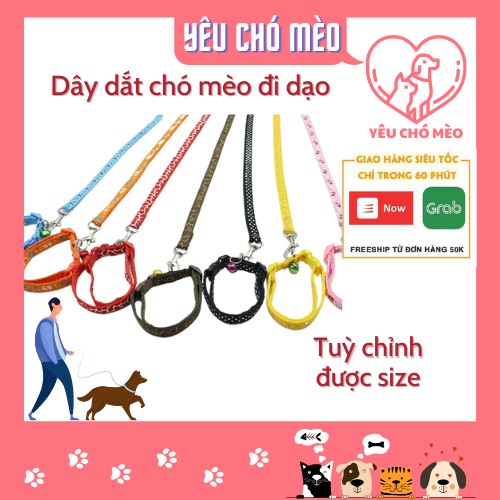 YÊU CHÓ MÈO
Dây dắt chó mèo đi dạo
YÊU CHÓ MÈO
GIAO HÀNG SIÊU TỐC
CHỈ TRONG 60 PHÚT
Now
Grab
FREESHIP TỪ ĐƠN HÀNG 50K
Tuỳ chỉnh
được size